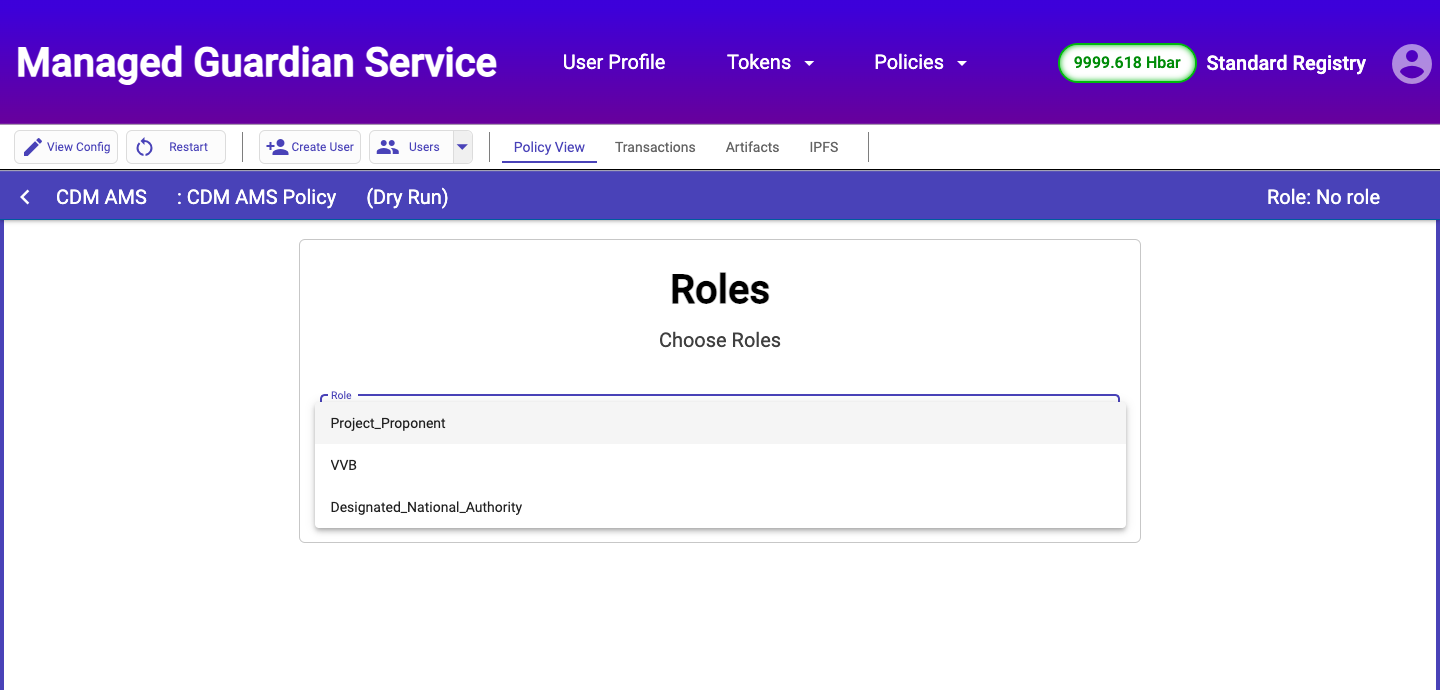 Managed Guardian Service User Profile Tokens Policies 9999.618 Hbar Standard Registry
View Config Restart Create User Users Policy View Transactions Artifacts IPFS
CDM AMS : CDM AMS Policy (Dry Run) Role: No role
Roles
Choose Roles
Role
Project_Proponent
VVB
Designated_National_Authority